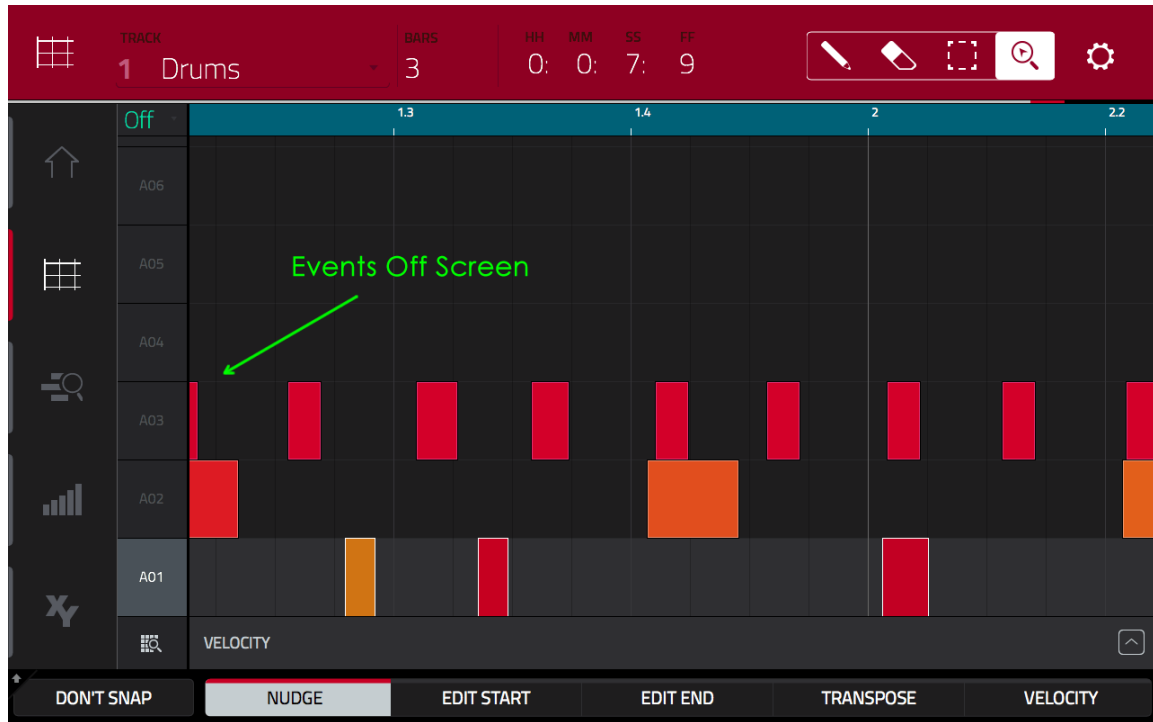 TRACK BARS HH MM SS FF
1 Drums 3 0: 0: 7: 9
Off 1.3 1.4 2 2.2
A06
A05
Events Off Screen
A04
A03
A02
A01
XY
VELOCITY
DON'T SNAP NUDGE EDIT START EDIT END TRANSPOSE VELOCITY